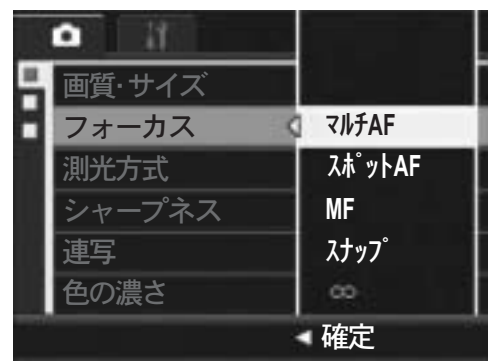 画質・サイズ
フォーカス
測光方式
シャープネス
連写
色の濃さ
ﾏﾙﾁAF
ｽﾎﾟｯﾄAF
MF
ｽﾅｯﾌﾟ
∞
◀ 確定